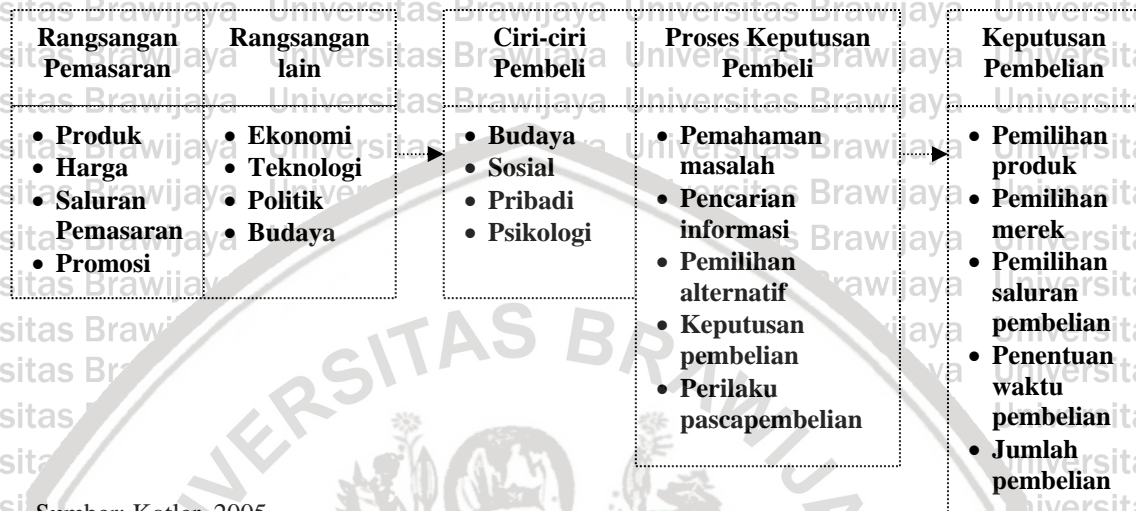 Rangsangan
Pemasaran
• Produk
• Harga
• Saluran
Pemasaran
• Promosi
Rangsangan
lain
• Ekonomi
• Teknologi
• Politik
• Budaya
Ciri-ciri
Pembeli
• Budaya
• Sosial
• Pribadi
• Psikologi
Proses Keputusan
Pembeli
• Pemahaman
masalah
• Pencarian
informasi
• Pemilihan
alternatif
• Keputusan
pembelian
• Perilaku
pascapembelian
Keputusan
Pembelian
• Pemilihan
produk
• Pemilihan
merek
• Pemilihan
saluran
pembelian
• Penentuan
waktu
pembelian
• Jumlah
pembelian
Sumber: Kotler, 2005